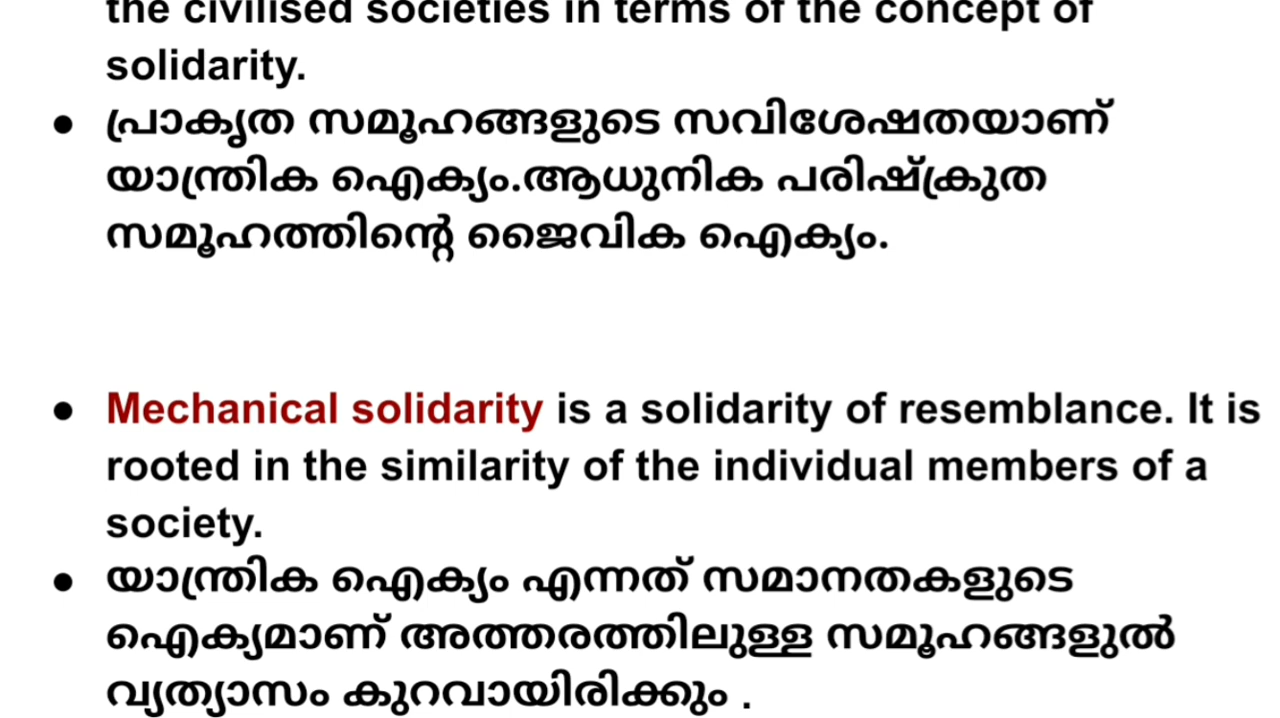 the civilised societies in terms of the concept of
solidarity.
● പ്രാകൃത സമൂഹങ്ങളുടെ സവിശേഷതയാണ്
യാന്ത്രിക ഐക്യം.ആധുനിക പരിഷ്ക്രുത
സമൂഹത്തിന്റെ ജൈവിക ഐക്യം.
● Mechanical solidarity is a solidarity of resemblance. It is
rooted in the similarity of the individual members of a
society.
● യാന്ത്രിക ഐക്യം എന്നത് സമാനതകളുടെ
ഐക്യമാണ് അത്തരത്തിലുള്ള സമൂഹങ്ങളുൽ
വ്യത്യാസം കുറവായിരിക്കും .